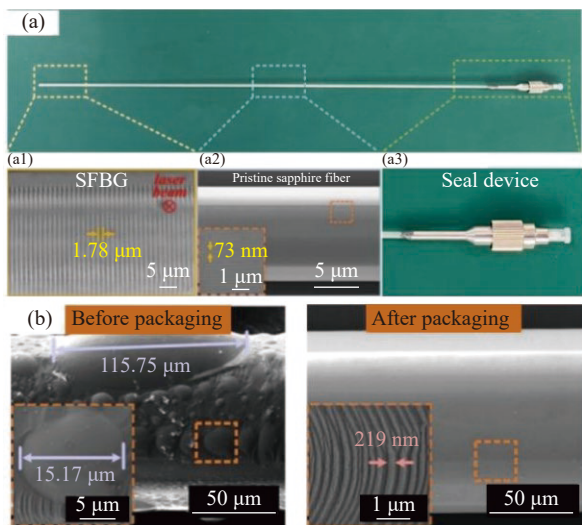 (a)
(a1)
(a2)
(a3)
SFBG
laser
beam
1.78 μm
5 μm
Pristine sapphire fiber
73 nm
1 μm
5 μm
Seal device
(b)
Before packaging
115.75 μm
15.17 μm
5 μm
50 μm
After packaging
219 nm
1 μm
50 μm